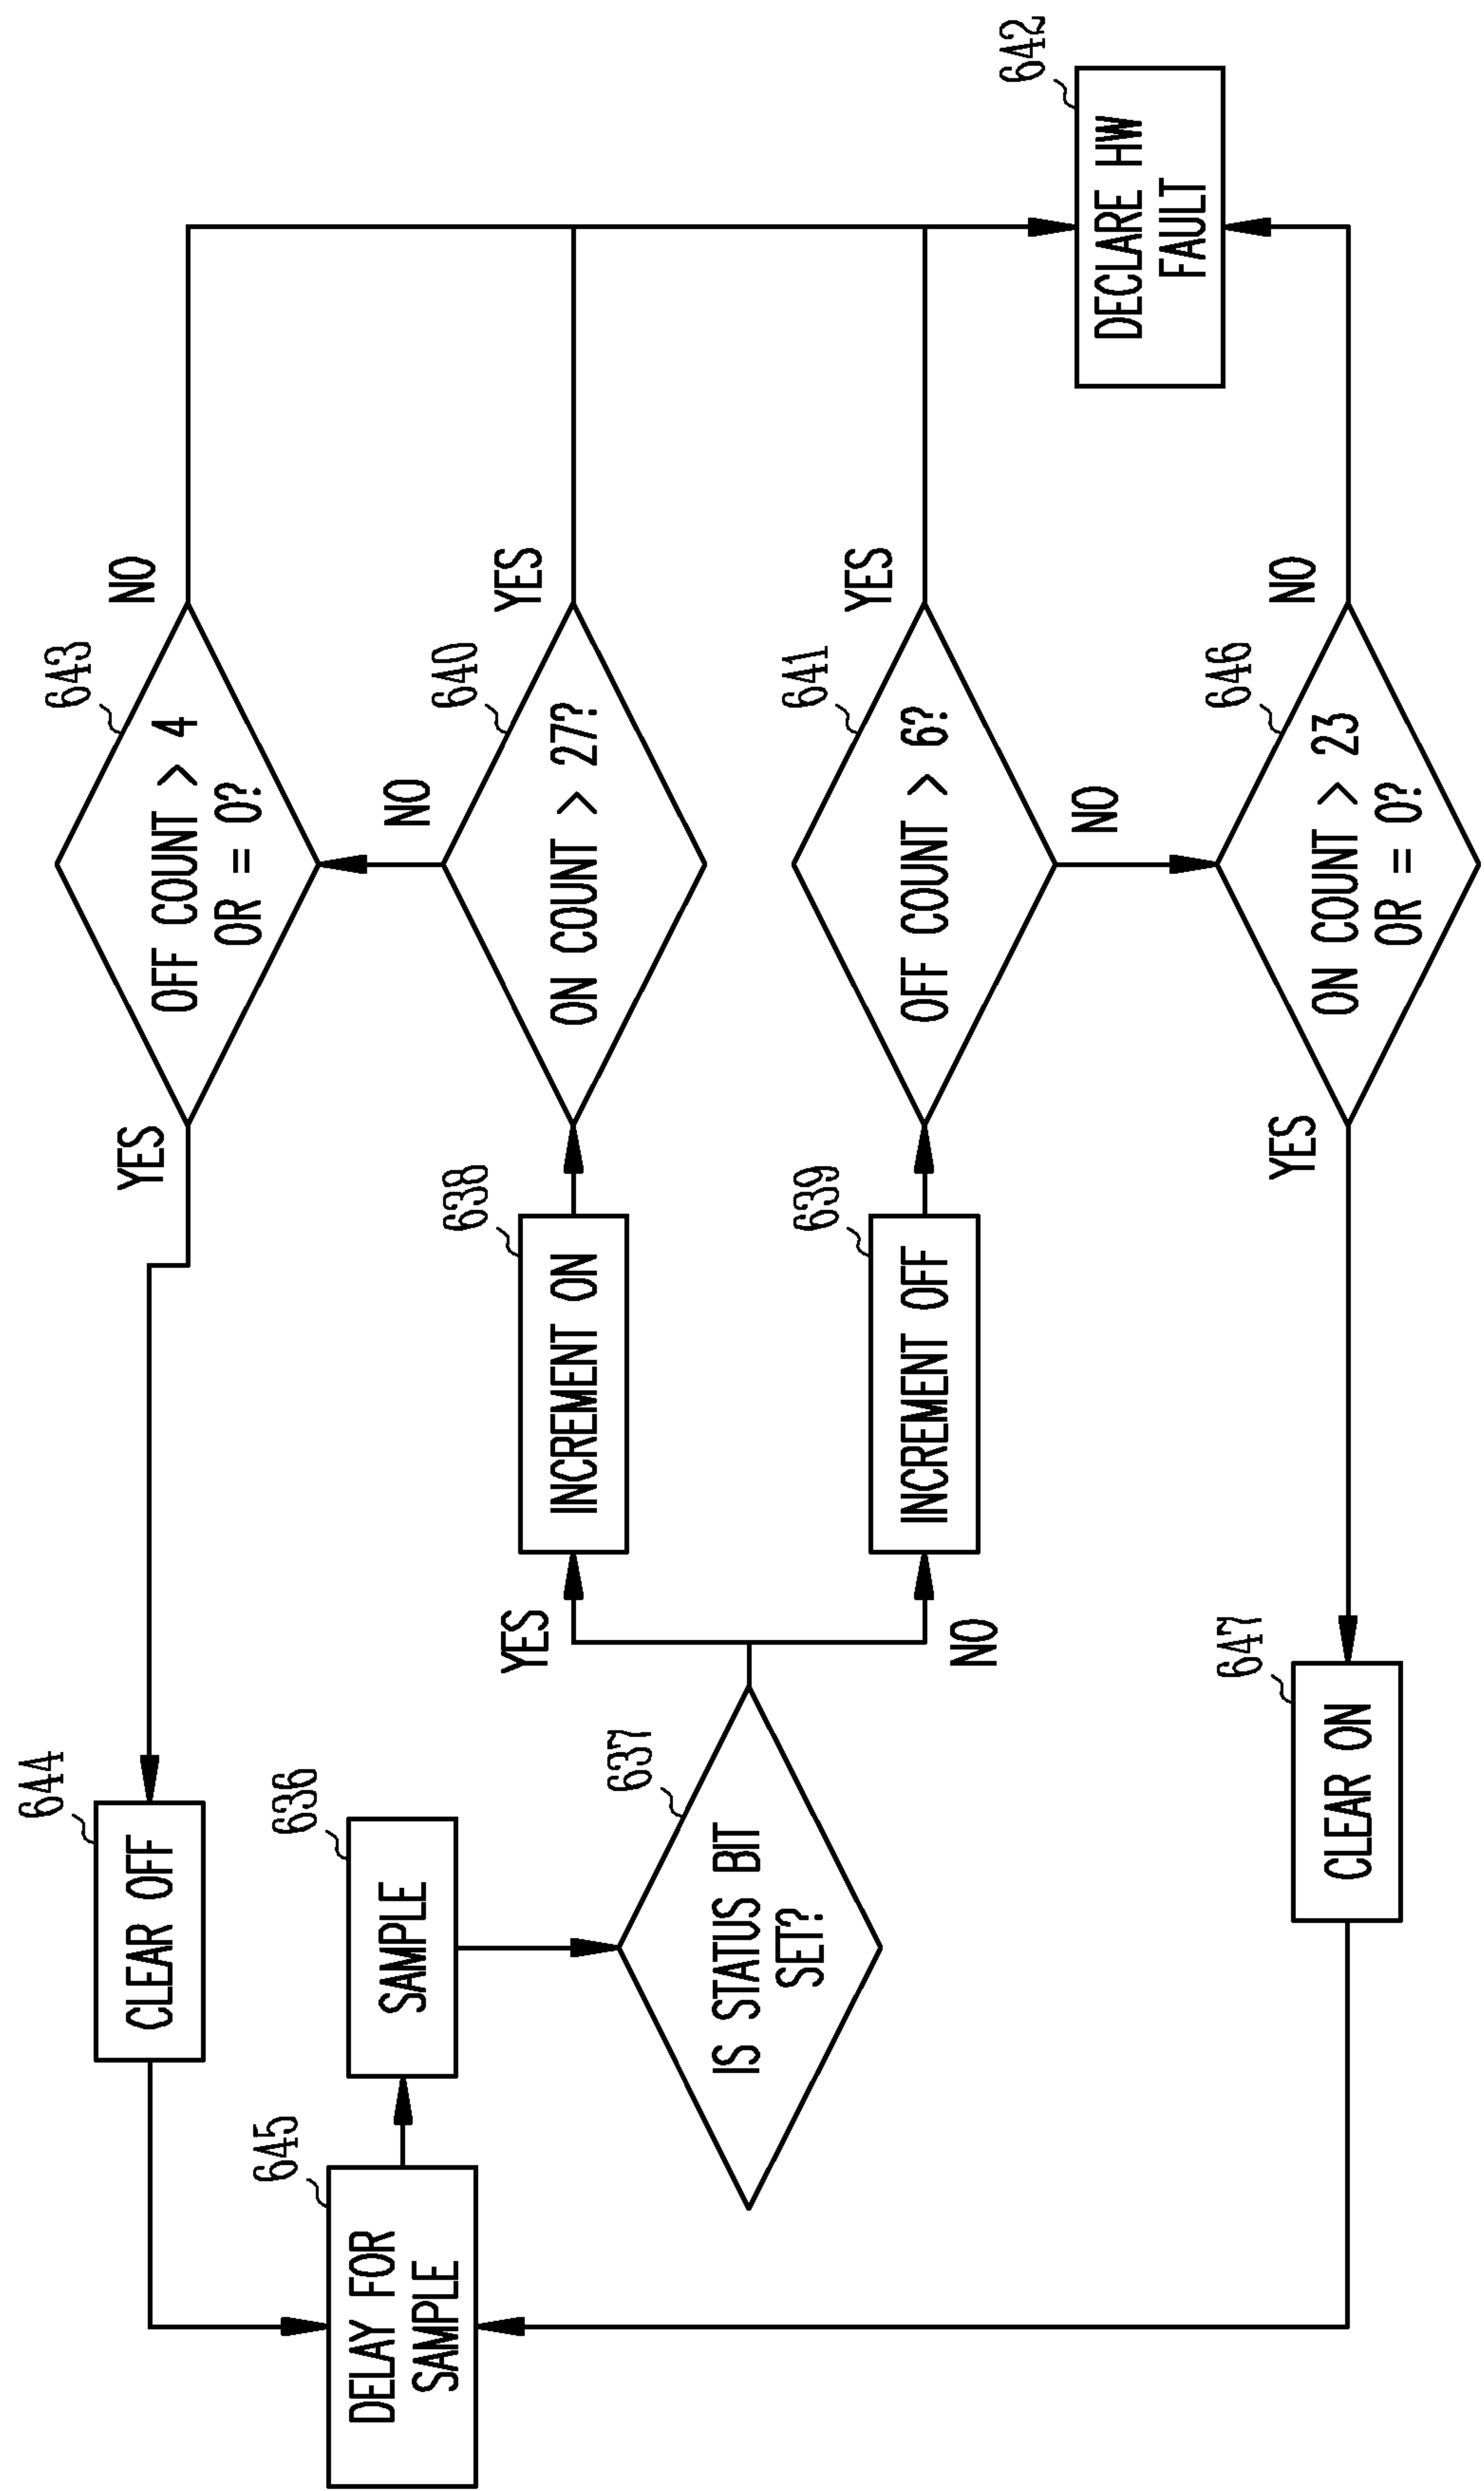 644
CLEAR OFF
YES
643
OFF COUNT > 4
OR = 0?
NO
645
DELAY FOR
SAMPLE
636
SAMPLE
637
IS STATUS BIT
SET?
YES
NO
638
INCREMENT ON
640
ON COUNT > 27?
NO
YES
639
INCREMENT OFF
641
OFF COUNT > 6?
YES
NO
642
DECLARE HW
FAULT
647
CLEAR ON
YES
646
ON COUNT > 23
OR = 0?
NO